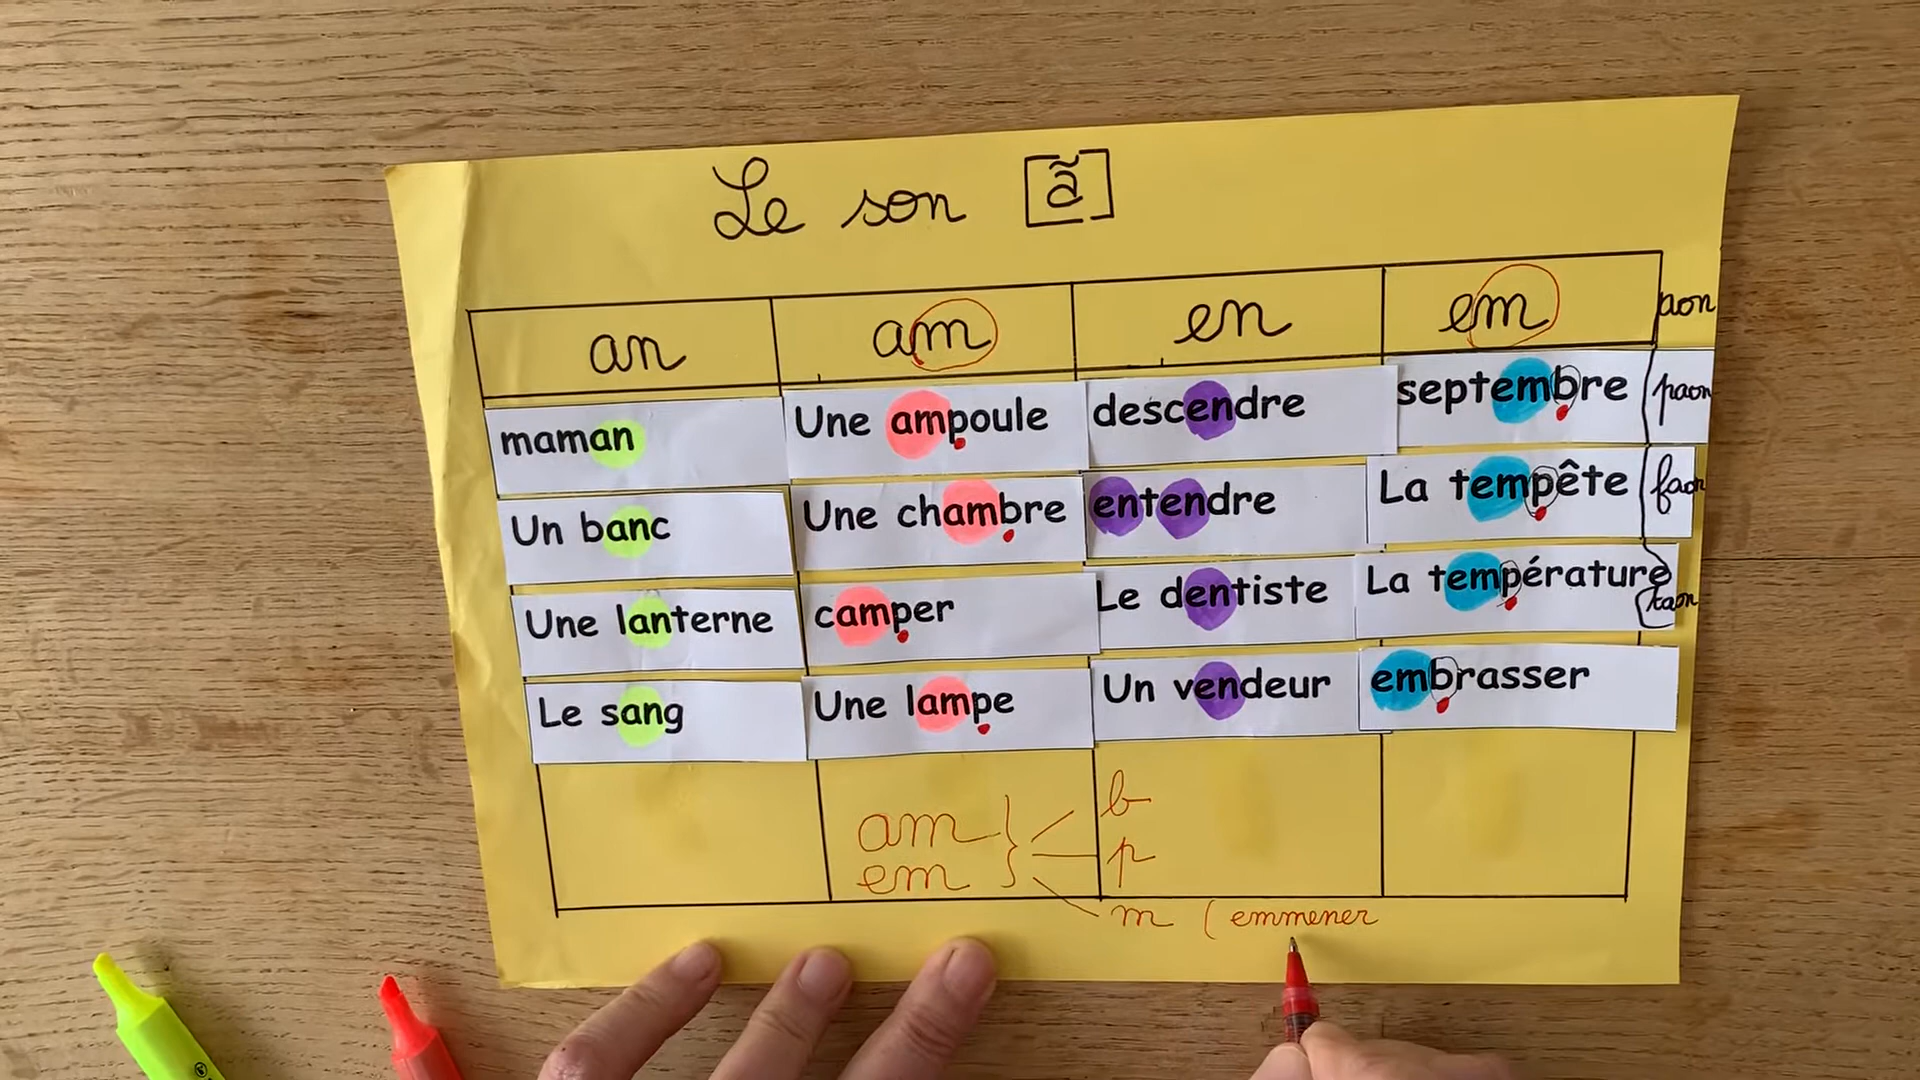 Le son [ã]
an am en em aon
maman Une ampoule descendre septembre paon
Un banc Une chambre entendre La tempête faon
Une lanterne camper Le dentiste La température taon
Le sang Une lampe Un vendeur embrasser
am } b
em p
m ( emmener